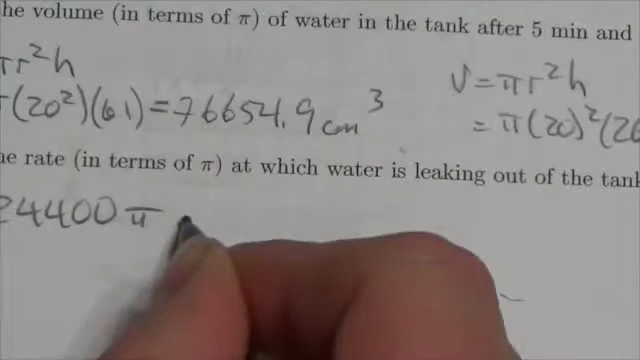 he volume (in terms of π) of water in the tank after 5 min and
πr²h
V = πr²h
(20²)(61) = 76654.9 cm³
= π(20)²(26
he rate (in terms of π) at which water is leaking out of the tank
24400π